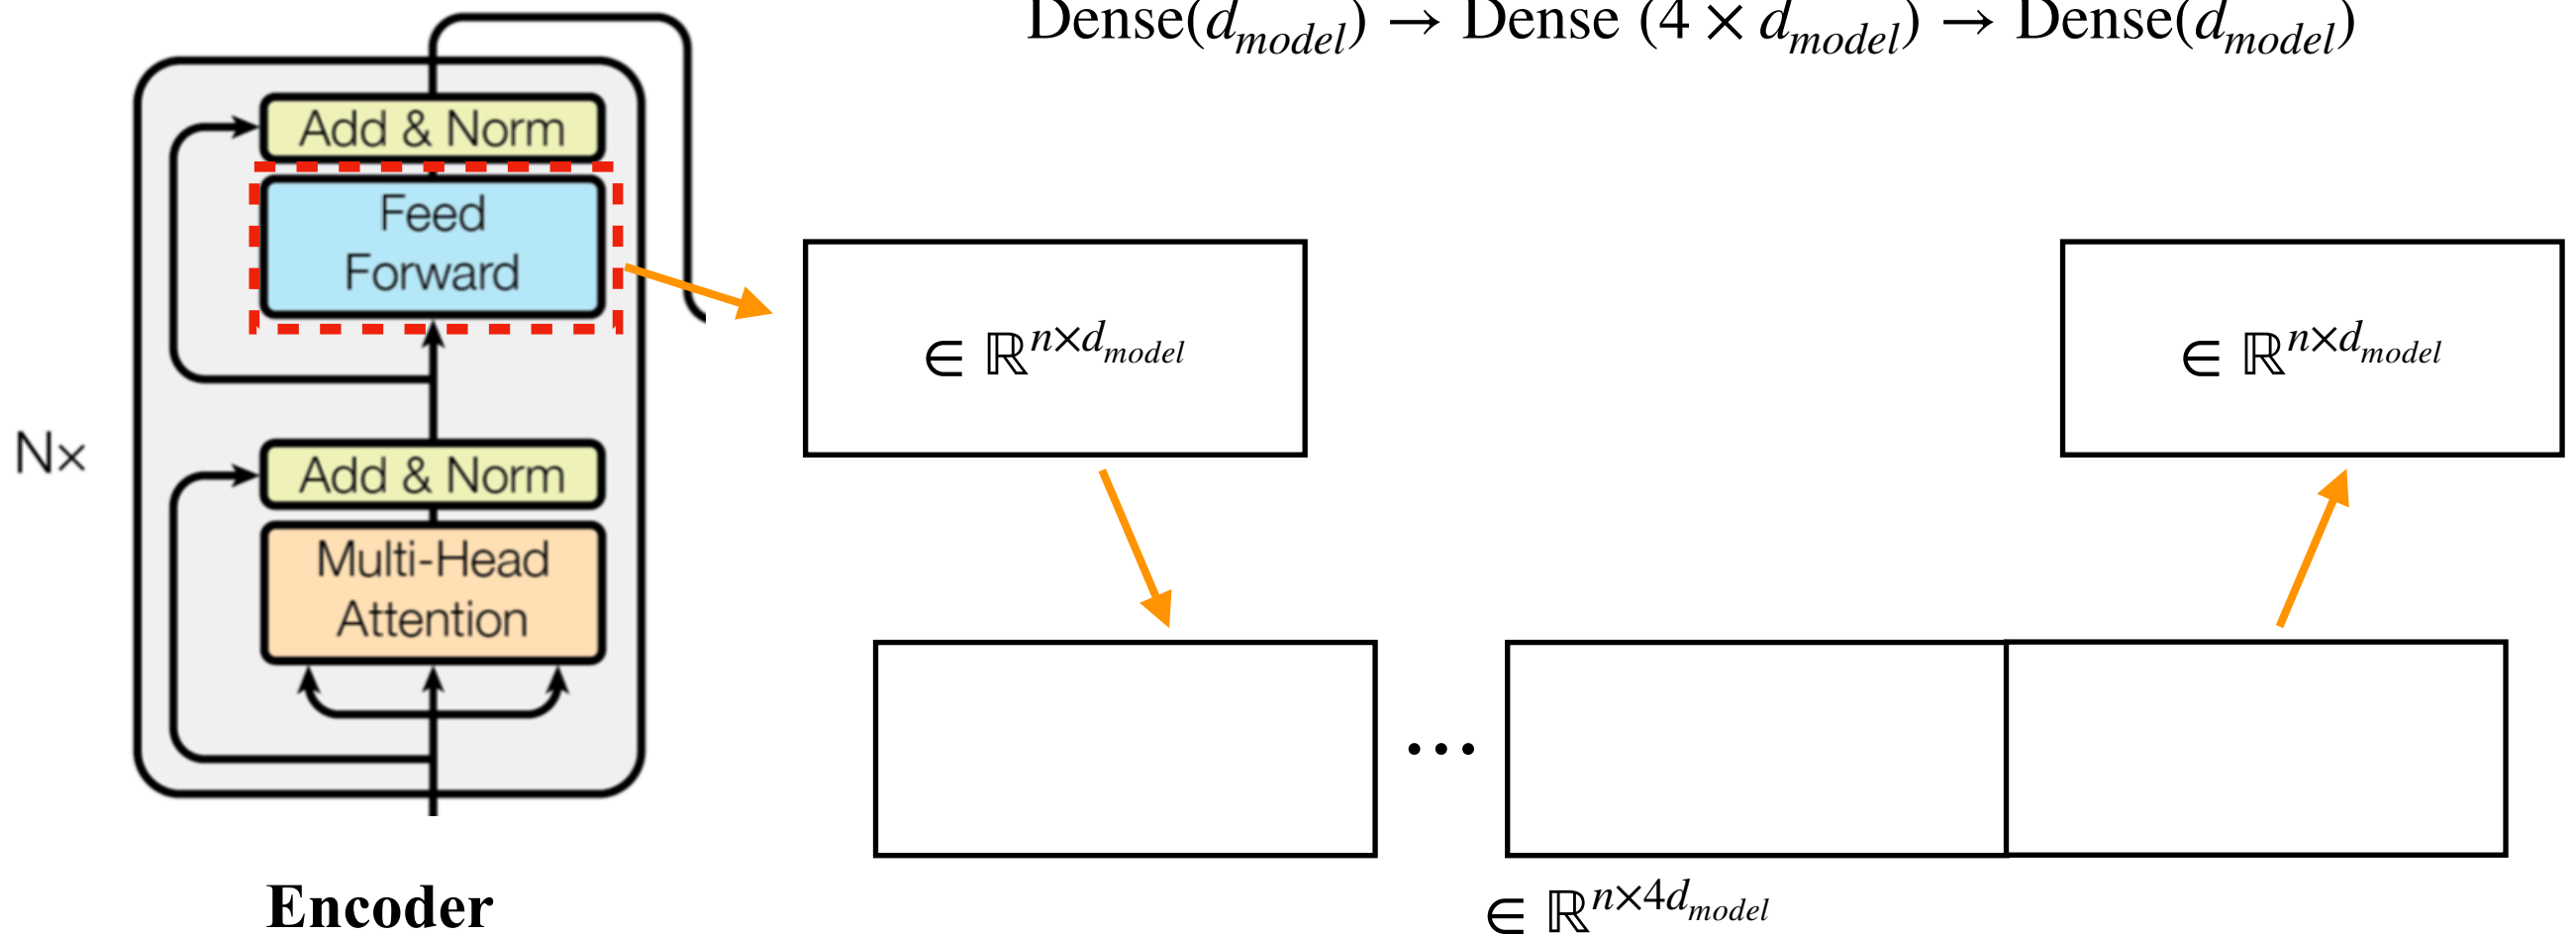 Dense(d_model) → Dense (4 × d_model) → Dense(d_model)
Add & Norm
Feed
Forward
N×
Add & Norm
Multi-Head
Attention
Encoder
∈ ℝ^{n×d_model}
∈ ℝ^{n×d_model}
...
∈ ℝ^{n×4d_model}